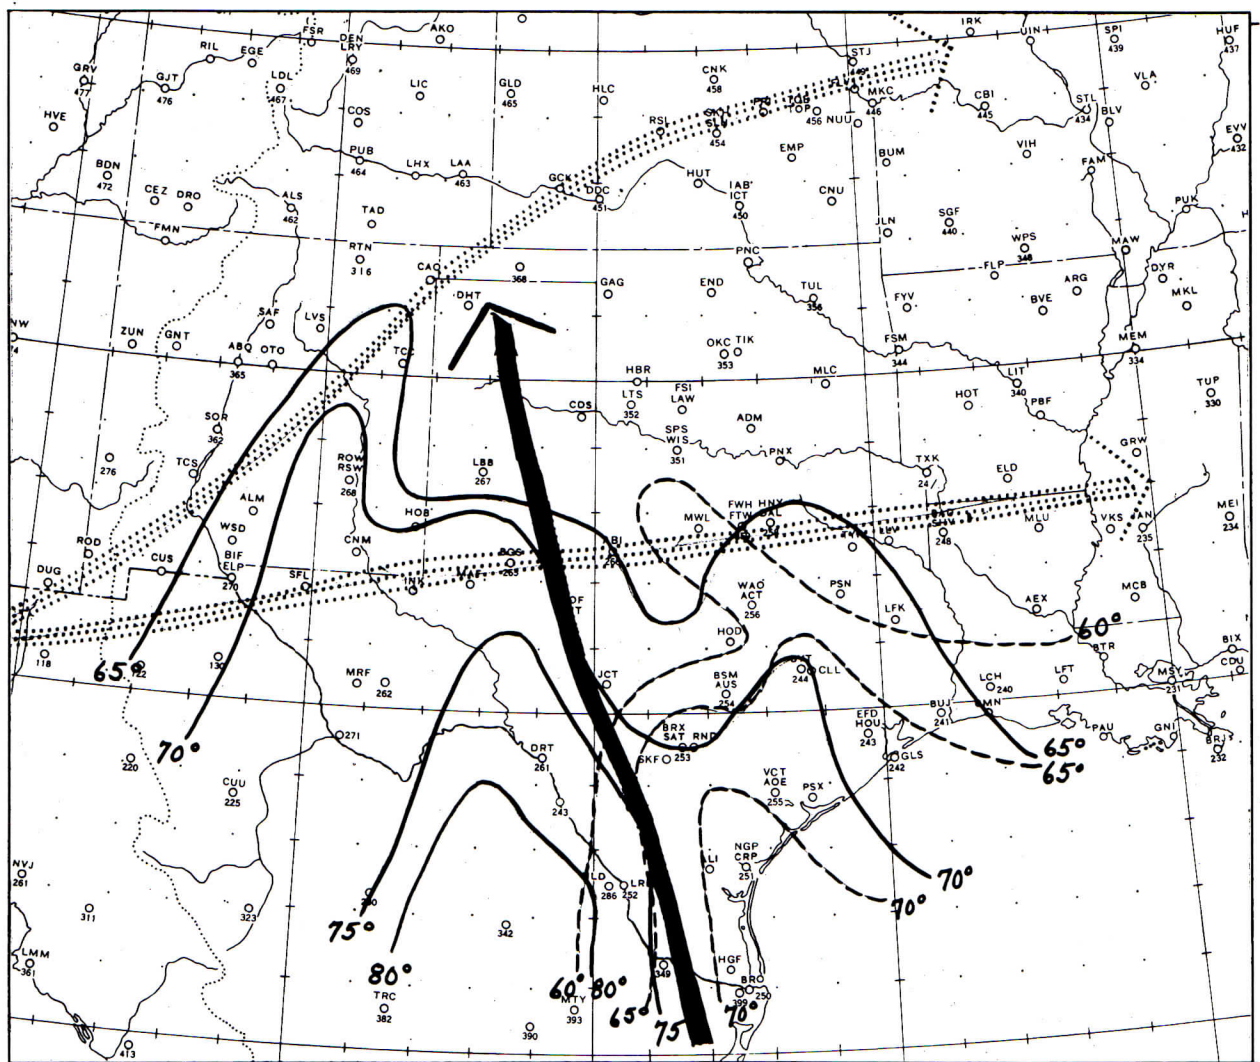 AKO
IRK
UIN
SPI
439
HUF
437
FSR
DEN
LRY
469
RIL
EGE
GRV
477
GJT
476
LDL
467
LIC
GLD
465
HLC
CNK
458
STJ
449
VLA
MKC
446
CBI
445
STL
434
BLV
HVE
COS
RSL
SLN
454
TOP
456
NUU
EVV
432
BDN
472
PUB
464
LHX
LAA
463
GCK
DDC
451
HUT
EMP
BUM
VIH
FAM
CEZ
DRO
ALS
462
TAD
IAB
ICT
450
CNU
SGF
440
PUK
FMN
RTN
316
JLN
WPS
348
MAW
PNC
CAO
368
FLP
DYR
DHT
GAG
END
TUL
356
FYV
ARG
BVE
MKL
SAF
LVS
NW
74
ZUN
GNT
ABQ
365
OTO
TCC
OKC
353
TIK
FSM
344
MEM
334
HBR
MLC
LIT
340
TUP
330
CDS
LTS
352
FSI
LAW
HOT
PBF
SOR
362
ADM
276
TCS
ROW
RSW
268
LBB
267
SPS
WIS
351
PNX
TXK
24
ELD
GRW
ALM
HOB
MWL
FWH
FTW
HNX
DAL
WSD
SHV
248
MLU
VKS
JAN
235
MEI
234
ROD
BIF
ELP
270
CNM
BGS
265
ABI
266
DUG
CUS
SFL
INK
MAF
WAO
ACT
256
PSN
MCB
LFK
AEX
HOD
60°
118
65°
122
130
BTR
BIX
MRF
262
JCT
BSM
AUS
254
244
CLL
LCH
240
LFT
MSY
231
CDU
BUJ
241
70°
271
BRX
SAT
253
RND
EFD
HOU
243
PAU
GNI
BRJ
232
220
DRT
261
SKF
GLS
242
65°
65°
CUU
225
243
VCT
AOE
255
PSX
NVJ
261
ALI
NGP
CRP
251
LD
286
LRD
252
70°
311
323
70°
75°
342
LMM
361
80°
349
HGF
60°
80°
BRO
250
399
TRC
382
MTY
393
65°
75
70°
390
413